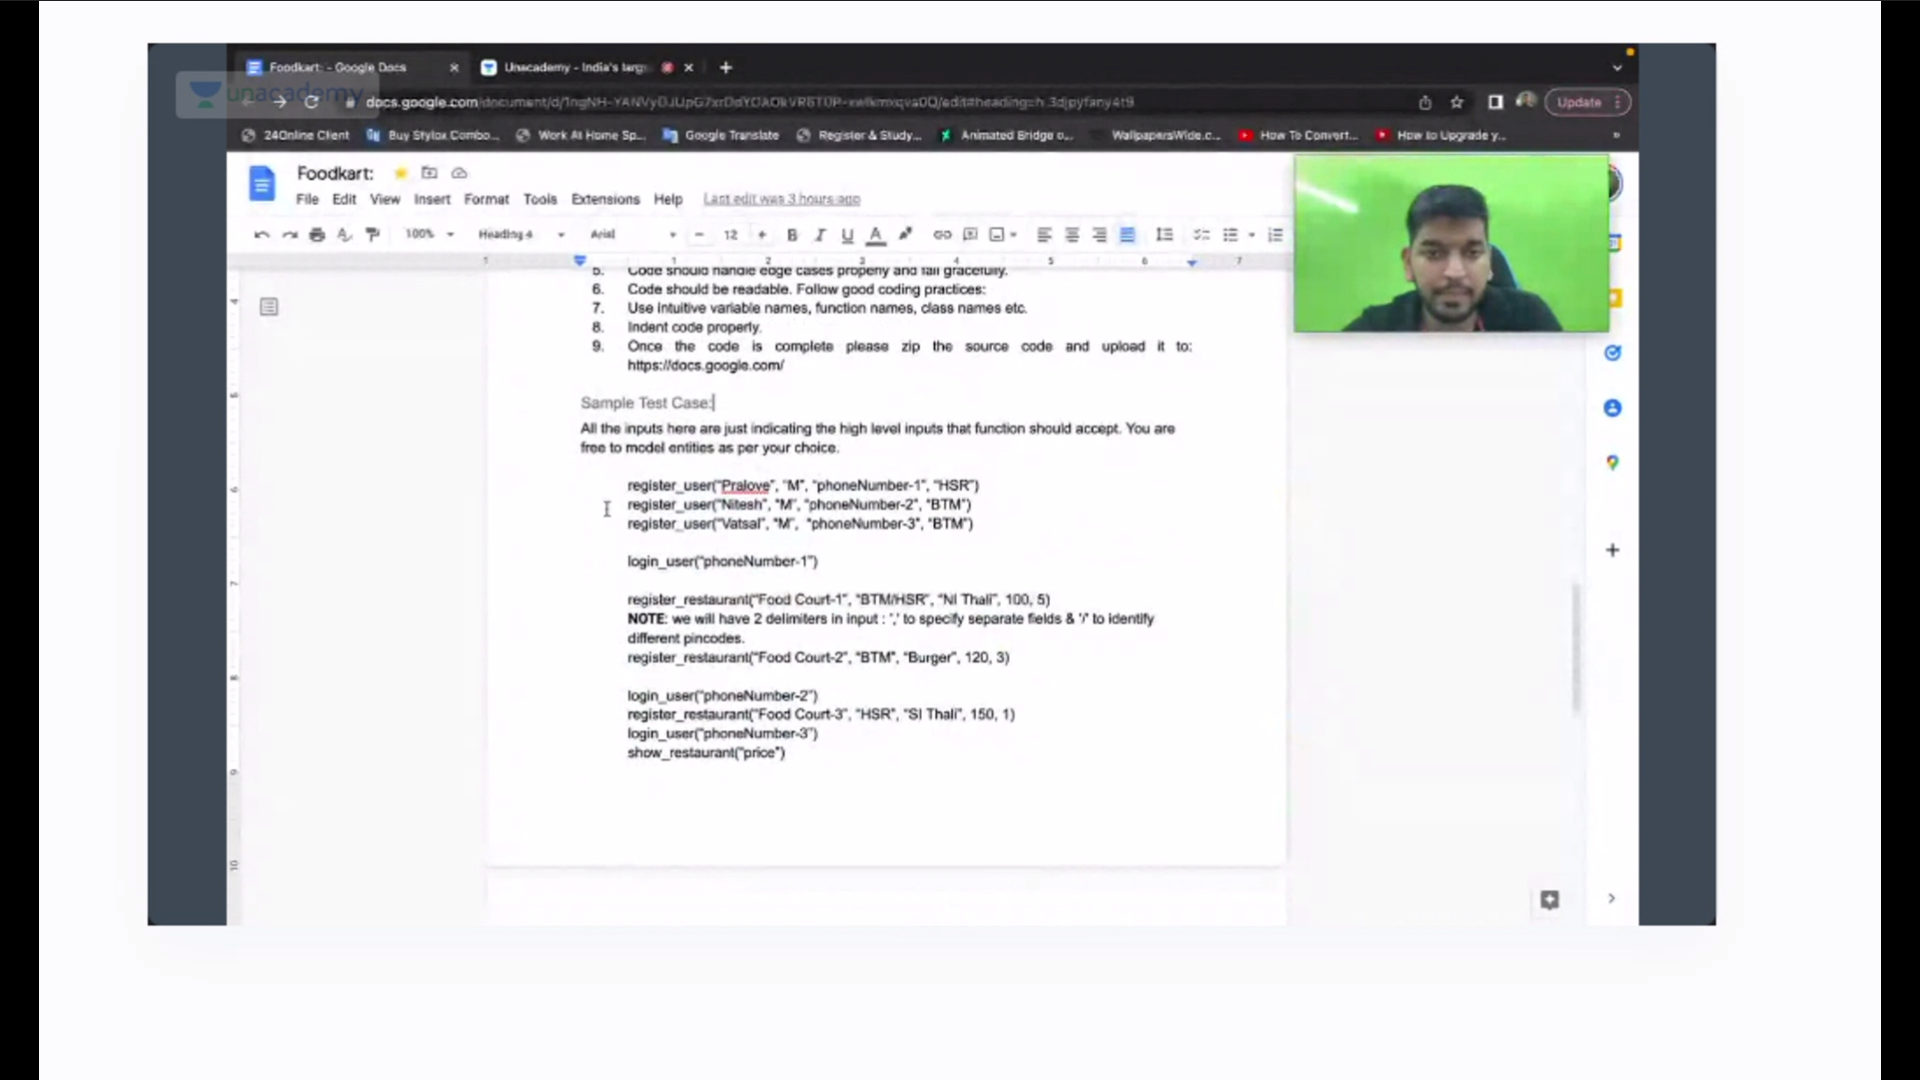 Foodkart: - Google Docs
Unacademy - India's larg
unacademy
docs.google.com
Update
24Online Client
Buy Stylox Combo...
Work At Home Sp...
Google Translate
Register & Study...
Animated Bridge o...
WallpapersWide.c...
How To Convert...
How to Upgrade y...
Foodkart:
File Edit View Insert Format Tools Extensions Help Last edit was 3 hours ago
100% Heading 4 Arial 12
5. Code should handle edge cases properly and fail gracefully.
6. Code should be readable. Follow good coding practices:
7. Use intuitive variable names, function names, class names etc.
8. Indent code properly.
9. Once the code is complete please zip the source code and upload it to:
https://docs.google.com/
Sample Test Case:
All the inputs here are just indicating the high level inputs that function should accept. You are
free to model entities as per your choice.
register_user("Pralove", "M", "phoneNumber-1", "HSR")
register_user("Nitesh", "M", "phoneNumber-2", "BTM")
register_user("Vatsal", "M", "phoneNumber-3", "BTM")
login_user("phoneNumber-1")
register_restaurant("Food Court-1", "BTM/HSR", "NI Thali", 100, 5)
NOTE: we will have 2 delimiters in input : ',' to specify separate fields & '/' to identify
different pincodes.
register_restaurant("Food Court-2", "BTM", "Burger", 120, 3)
login_user("phoneNumber-2")
register_restaurant("Food Court-3", "HSR", "SI Thali", 150, 1)
login_user("phoneNumber-3")
show_restaurant("price")